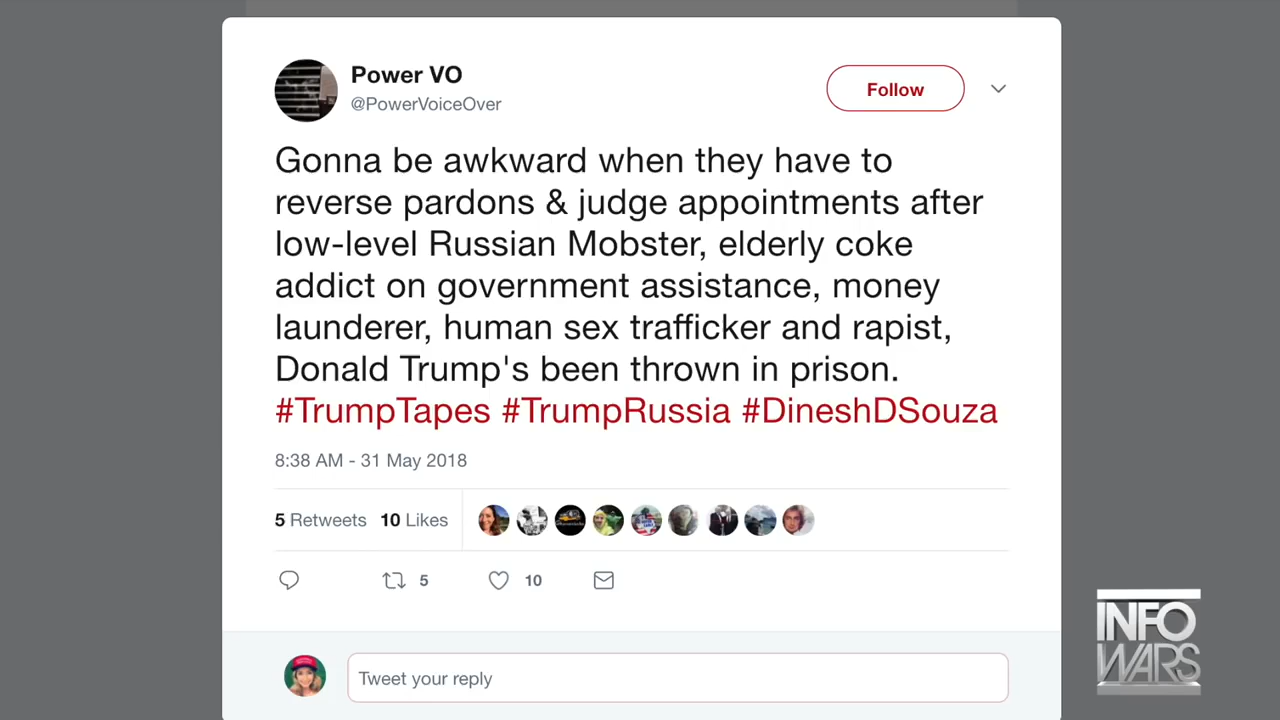 Power VO
@PowerVoiceOver
Follow
Gonna be awkward when they have to
reverse pardons & judge appointments after
low-level Russian Mobster, elderly coke
addict on government assistance, money
launderer, human sex trafficker and rapist,
Donald Trump's been thrown in prison.
#TrumpTapes #TrumpRussia #DineshDSouza
8:38 AM - 31 May 2018
5 Retweets 10 Likes
5 10
Tweet your reply
INFO
WARS